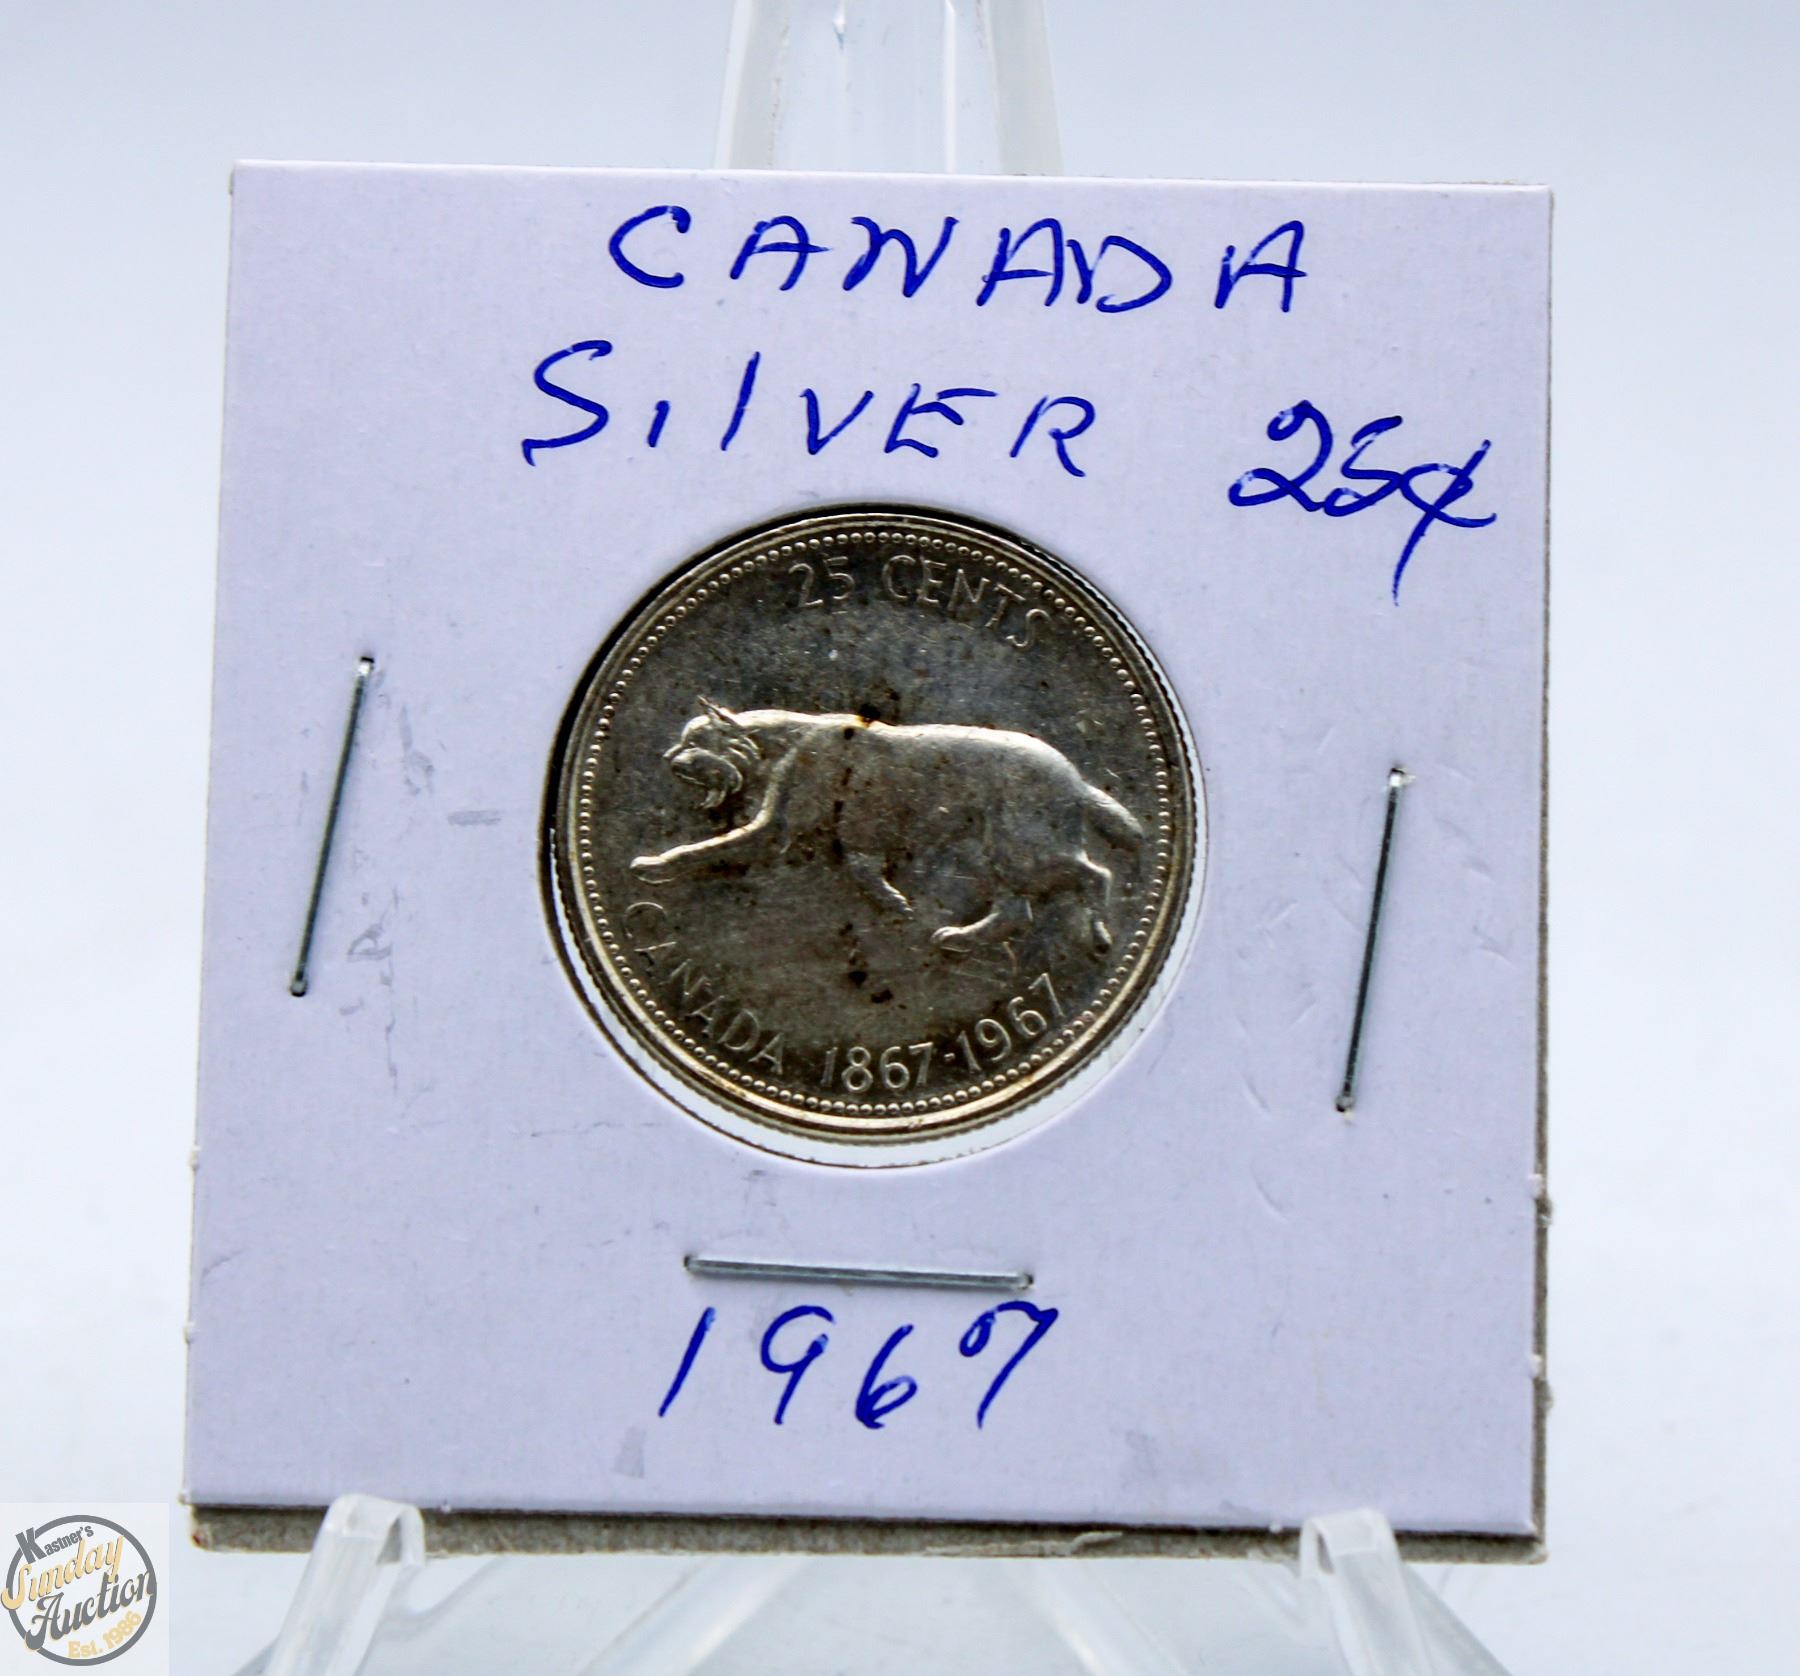 CANADA
SILVER 25¢
25 CENTS
CANADA 1867-1967
1967
Kastner's
Sunday
Auction
Est. 1986